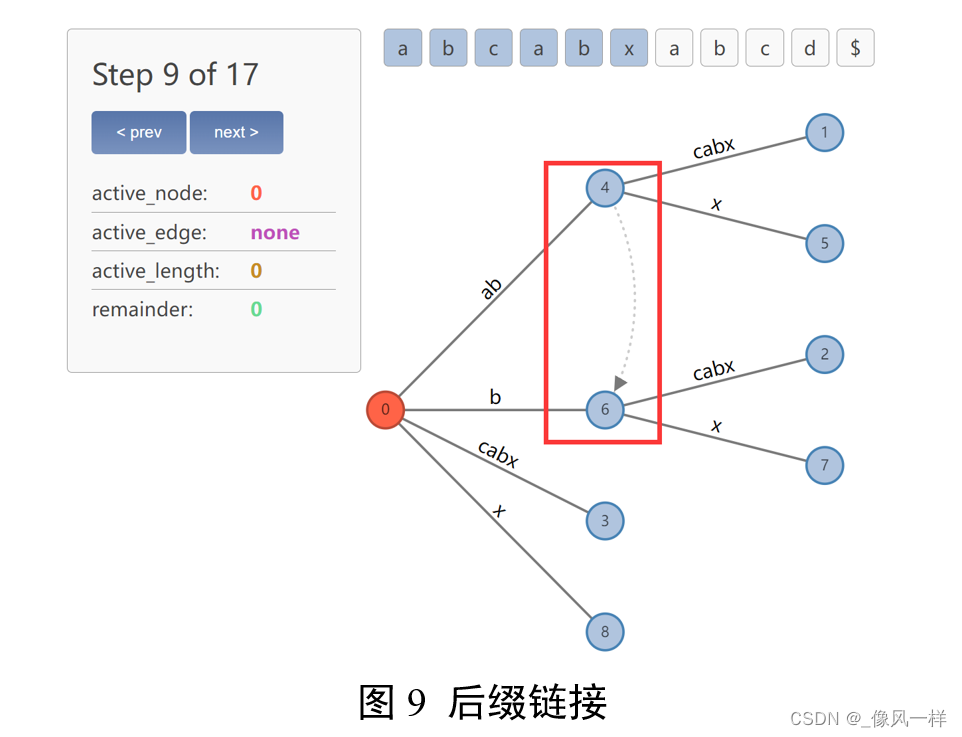 Step 9 of 17
< prev
next >
active_node: 0
active_edge: none
active_length: 0
remainder: 0
a b c a b x a b c d $
cabx
1
4
x
5
ab
cabx
2
0
b
6
x
7
cabx
3
x
8
图 9 后缀链接
CSDN @_像风一样